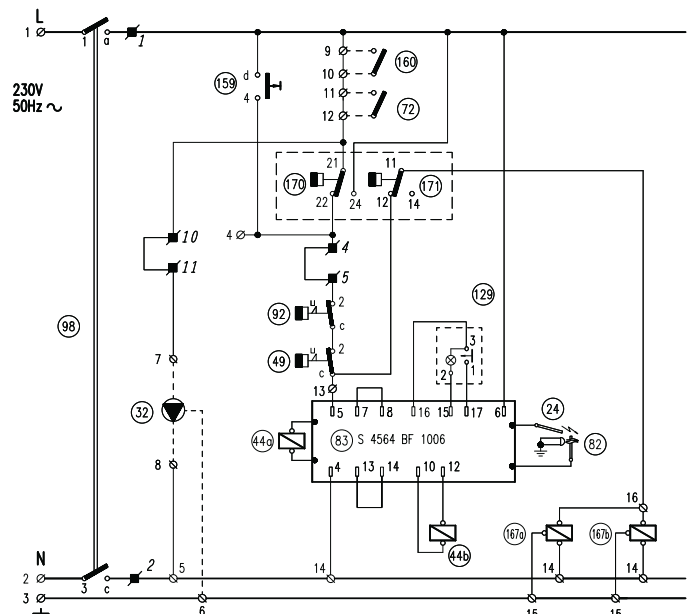 L
1 1 a 1
230V
50Hz
159 d 4
9
10
160
11
12
72
170 21 22 24
11 12 14 171
4
10
11
4
5
98
92 u 2 c
49 u 2 c
129
3
2 1
7
32
8
13
5 7 8 16 15 17 6
44a
83 S 4564 BF 1006
4 13 14 10 12
24
82
44b
16
167a 167b
N
2 3 c 2 5 14 14 14
3 6 15 15